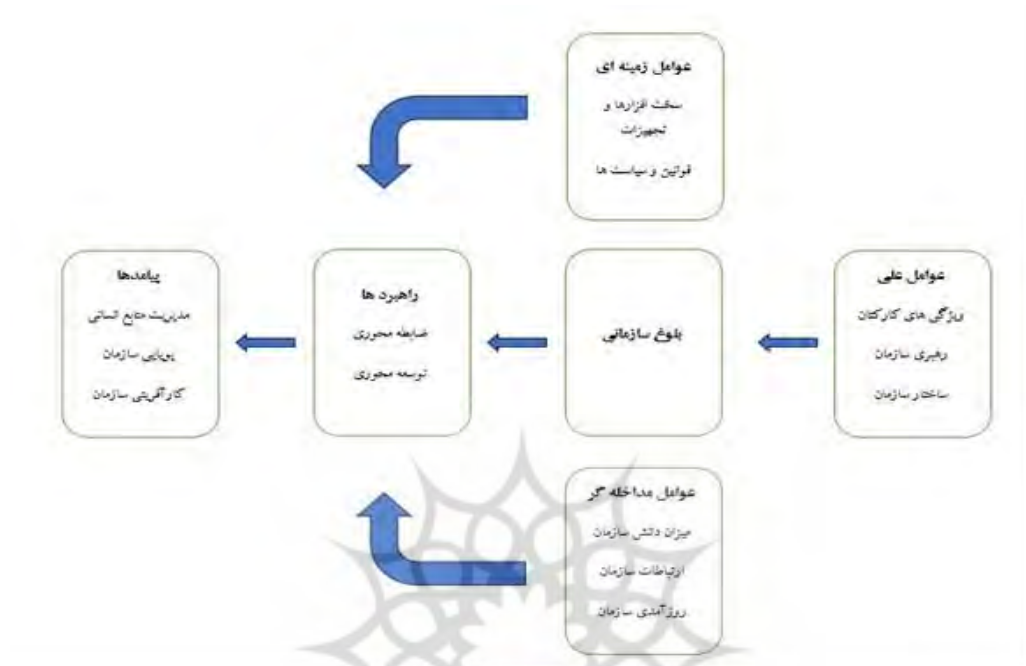 عوامل زمینه ای
سخت افزارها و
تجهیزات
قوانین و سیاست ها
عوامل علی
ویژگی های کارکنان
رهبری سازمان
ساختار سازمان
بلوغ سازمانی
راهبرد ها
ضابطه محوری
توسعه محوری
پیامدها
مدیریت منابع انسانی
پویایی سازمان
کارآفرینی سازمان
عوامل مداخله گر
میزان دانش سازمان
ارتباطات سازمان
روزآمدی سازمان